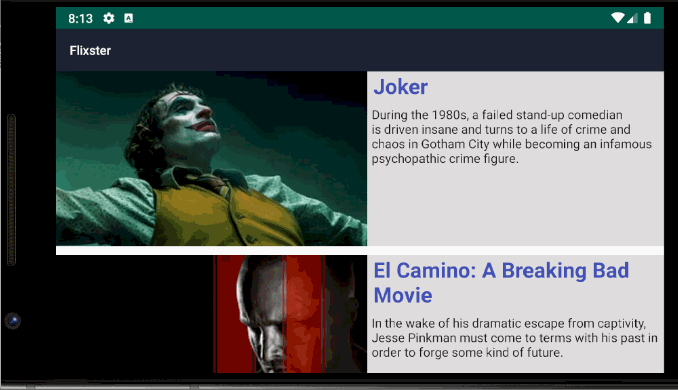 8:13
Flixster
Joker
During the 1980s, a failed stand-up comedian
is driven insane and turns to a life of crime and
chaos in Gotham City while becoming an infamous
psychopathic crime figure.
El Camino: A Breaking Bad
Movie
In the wake of his dramatic escape from captivity,
Jesse Pinkman must come to terms with his past in
order to forge some kind of future.